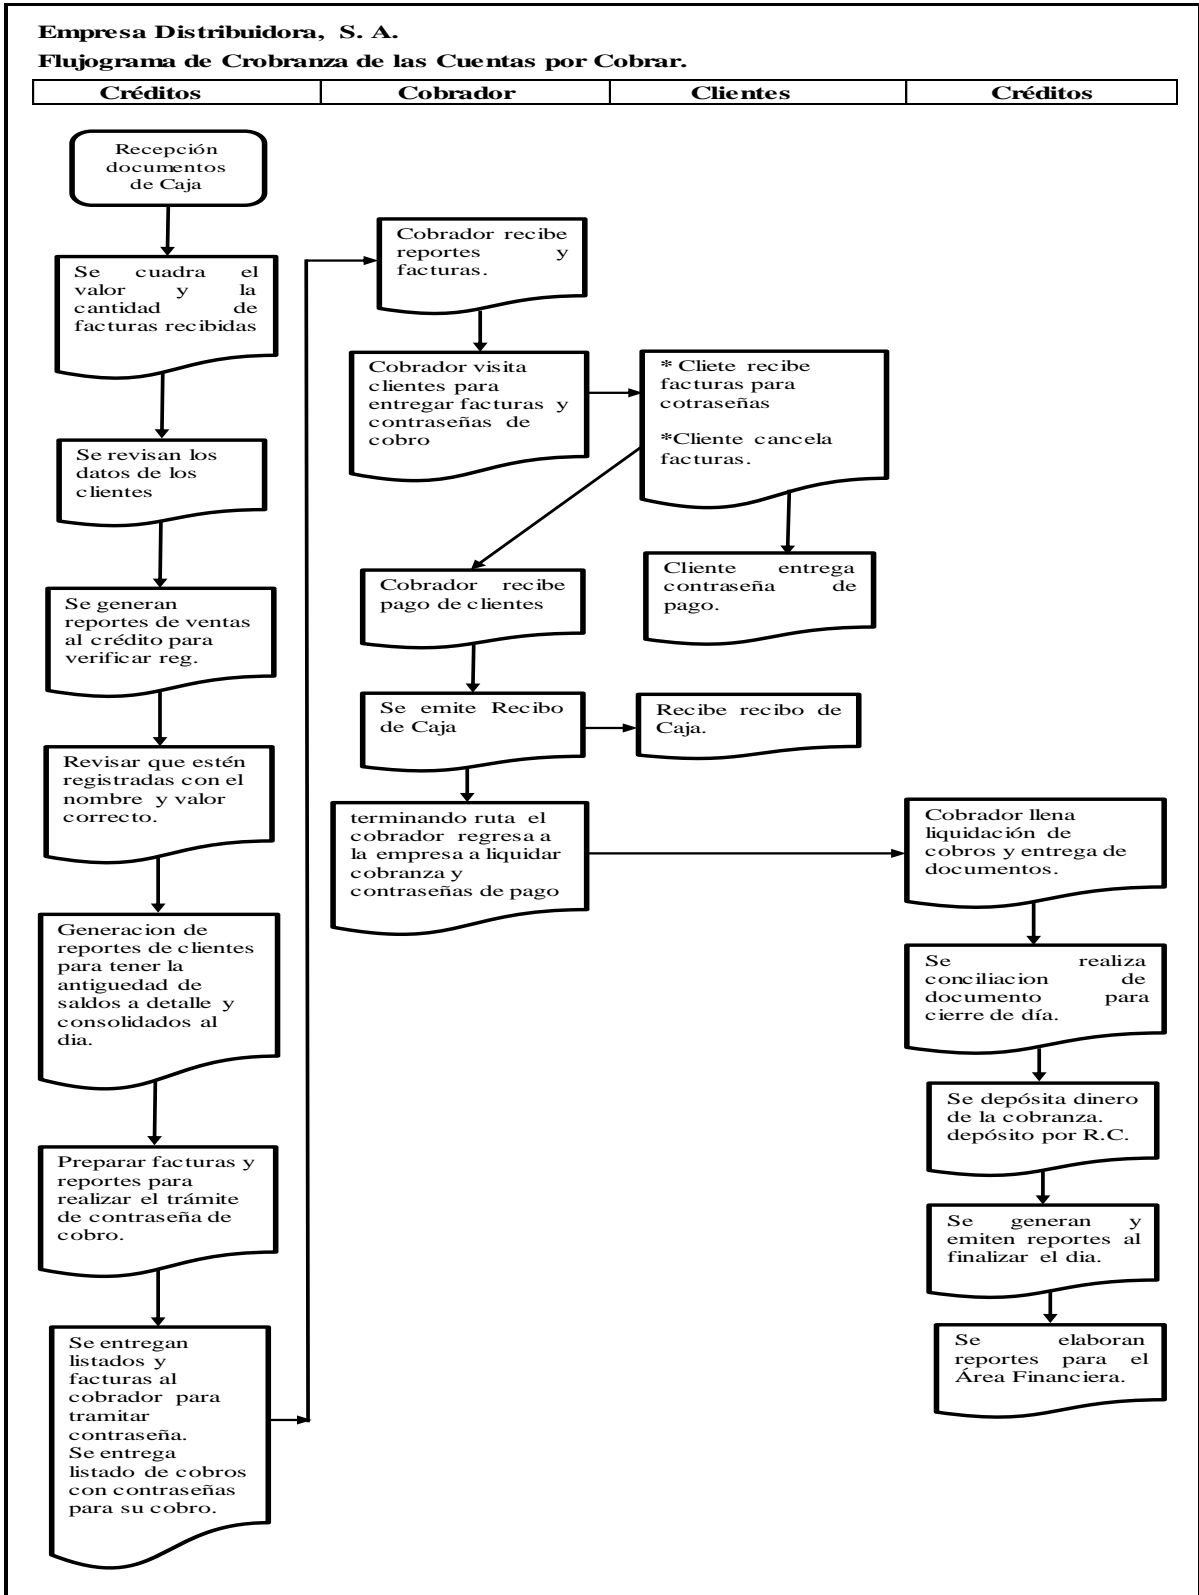 Empresa Distribuidora, S. A.
Flujograma de Crobranza de las Cuentas por Cobrar.
Créditos
Cobrador
Clientes
Créditos
Recepción
documentos
de Caja
Se cuadra el
valor y la
cantidad de
facturas recibidas
Se revisan los
datos de los
clientes
Se generan
reportes de ventas
al crédito para
verificar reg.
Revisar que estén
registradas con el
nombre y valor
correcto.
Generacion de
reportes de clientes
para tener la
antiguedad de
saldos a detalle y
consolidados al
dia.
Preparar facturas y
reportes para
realizar el trámite
de contraseña de
cobro.
Se entregan
listados y
facturas al
cobrador para
tramitar
contraseña.
Se entrega
listado de cobros
con contraseñas
para su cobro.
Cobrador recibe
reportes y
facturas.
Cobrador visita
clientes para
entregar facturas y
contraseñas de
cobro
* Cliete recibe
facturas para
cotraseñas
*Cliente cancela
facturas.
Cobrador recibe
pago de clientes
Cliente entrega
contraseña de
pago.
Se emite Recibo
de Caja
Recibe recibo de
Caja.
terminando ruta el
cobrador regresa a
la empresa a liquidar
cobranza y
contraseñas de pago
Cobrador llena
liquidación de
cobros y entrega de
documentos.
Se realiza
conciliacion de
documento para
cierre de día.
Se depósita dinero
de la cobranza.
depósito por R.C.
Se generan y
emiten reportes al
finalizar el dia.
Se elaboran
reportes para el
Área Financiera.